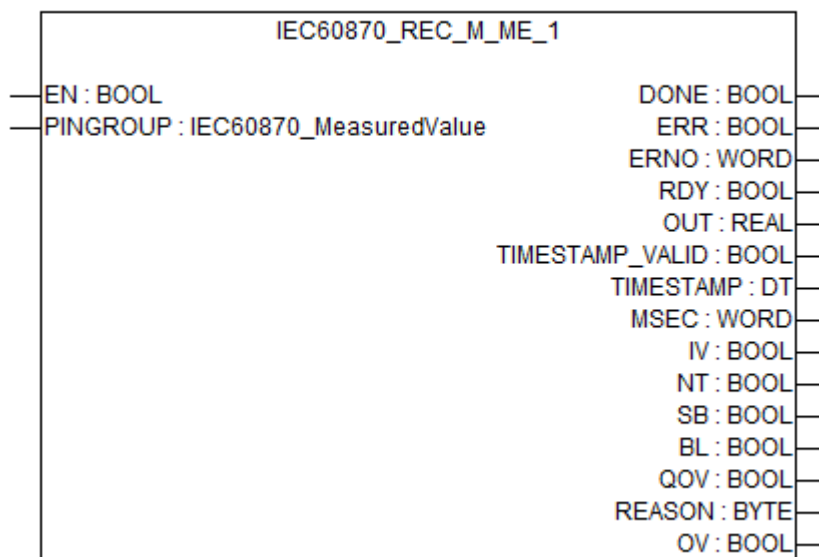 IEC60870_REC_M_ME_1
EN : BOOL DONE : BOOL
PINGROUP : IEC60870_MeasuredValue ERR : BOOL
ERNO : WORD
RDY : BOOL
OUT : REAL
TIMESTAMP_VALID : BOOL
TIMESTAMP : DT
MSEC : WORD
IV : BOOL
NT : BOOL
SB : BOOL
BL : BOOL
QOV : BOOL
REASON : BYTE
OV : BOOL